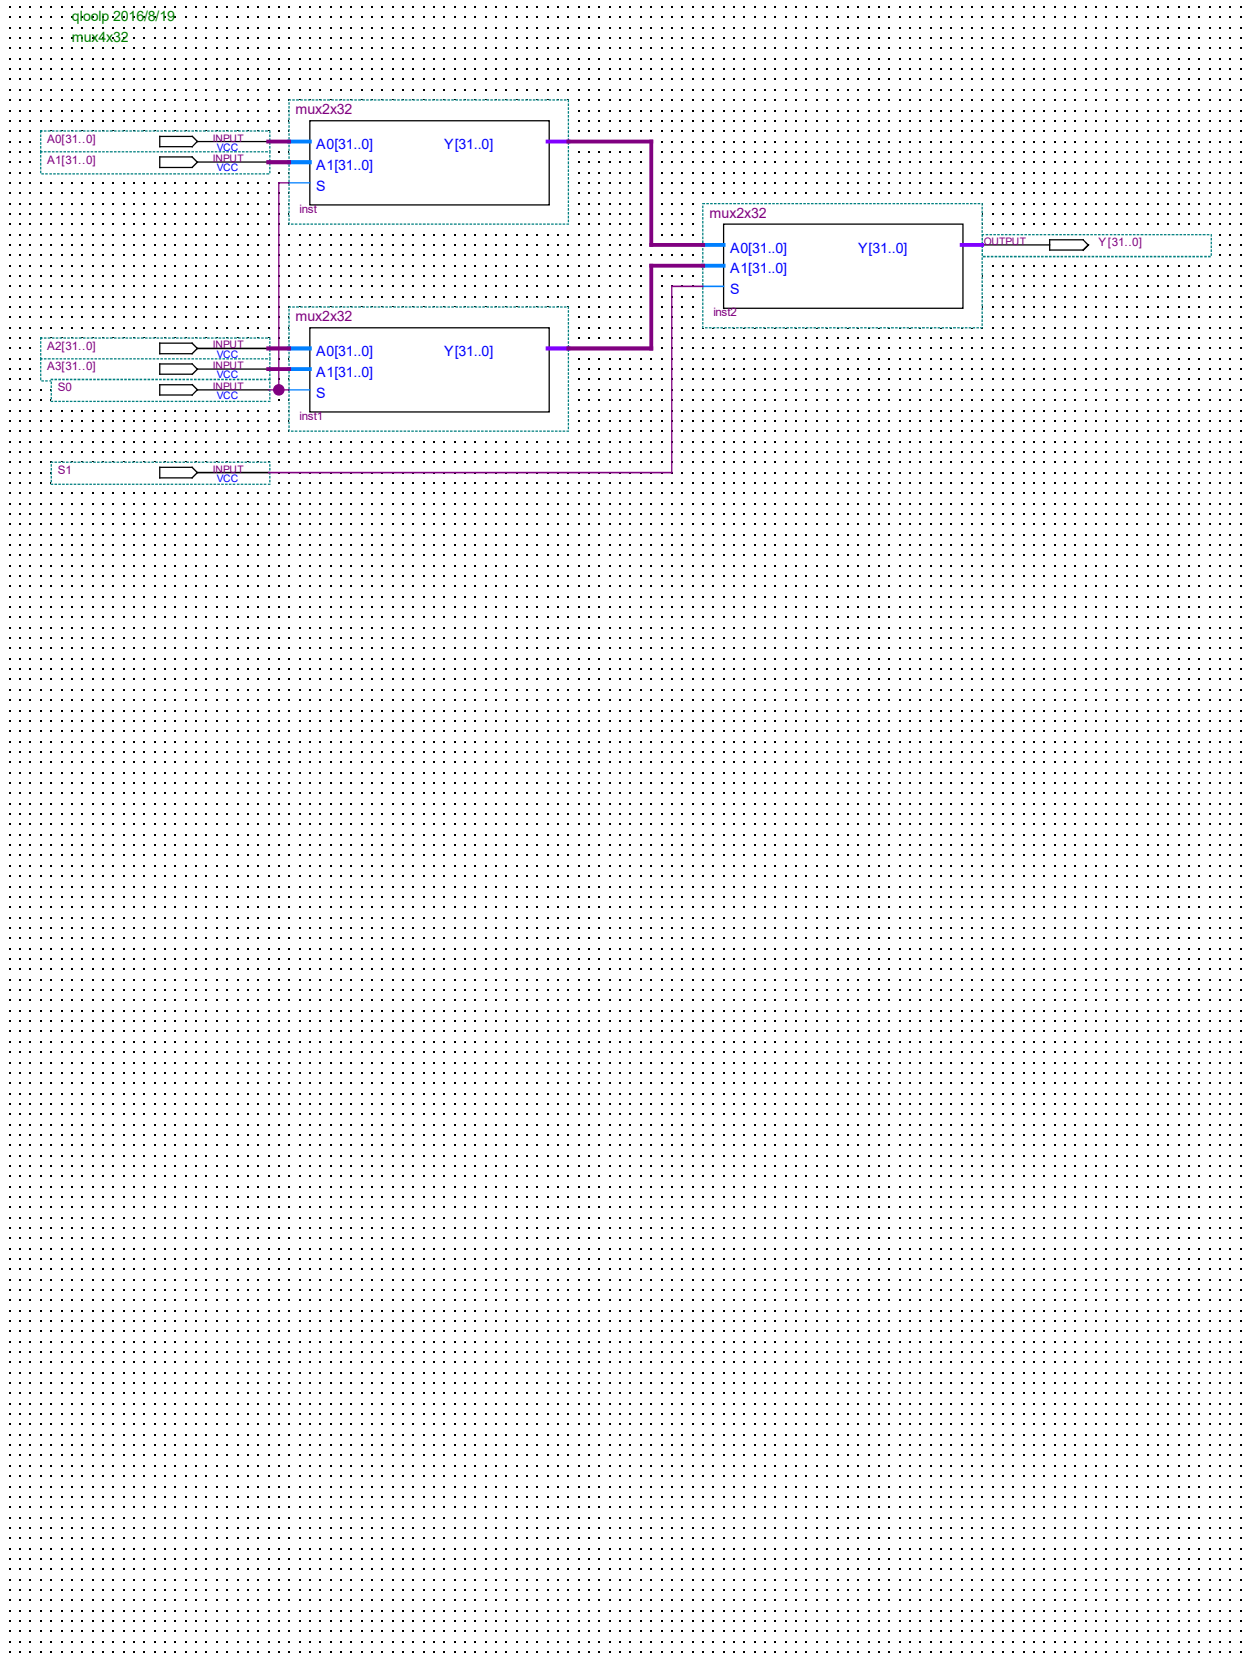 qloolp 2016/8/19
mux4x32
mux2x32
A0[31..0] INPUT VCC
A1[31..0] INPUT VCC
A0[31..0] Y[31..0]
A1[31..0]
S
inst
mux2x32
A0[31..0] Y[31..0]
A1[31..0]
S
inst2
OUTPUT Y[31..0]
mux2x32
A2[31..0] INPUT VCC
A3[31..0] INPUT VCC
S0 INPUT VCC
A0[31..0] Y[31..0]
A1[31..0]
S
inst1
S1 INPUT VCC